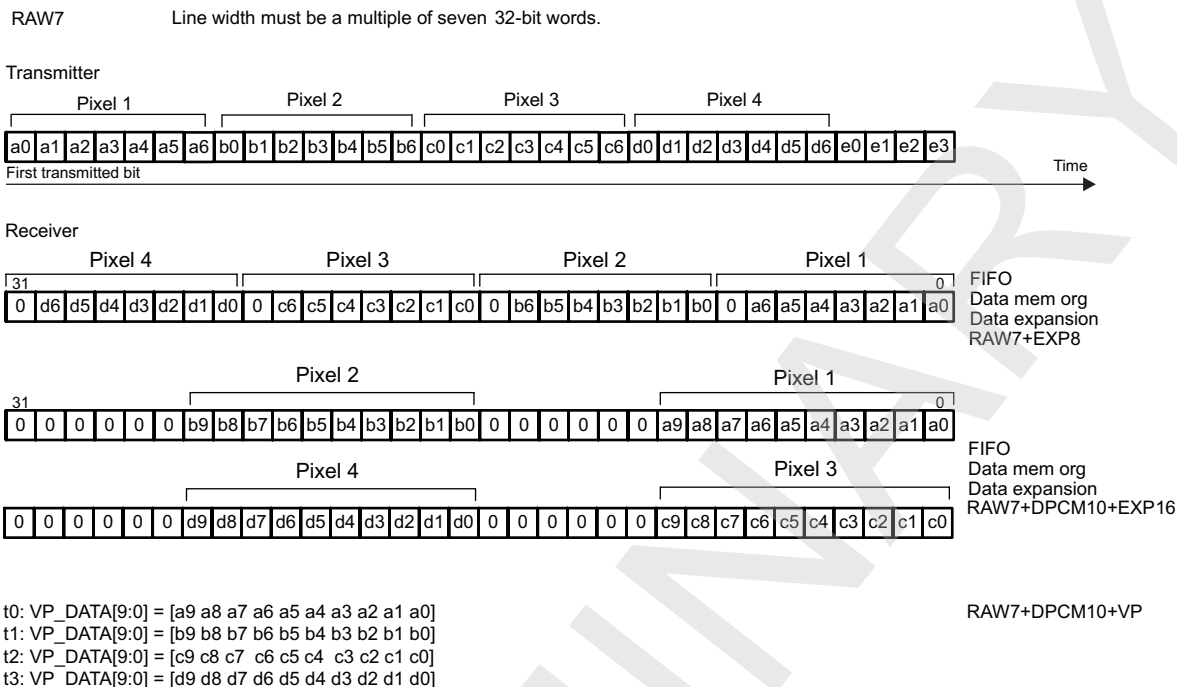 RAW7 Line width must be a multiple of seven 32-bit words.
Transmitter
Pixel 1 Pixel 2 Pixel 3 Pixel 4
a0 a1 a2 a3 a4 a5 a6 b0 b1 b2 b3 b4 b5 b6 c0 c1 c2 c3 c4 c5 c6 d0 d1 d2 d3 d4 d5 d6 e0 e1 e2 e3
First transmitted bit Time
Receiver
Pixel 4 Pixel 3 Pixel 2 Pixel 1
31 0
0 d6 d5 d4 d3 d2 d1 d0 0 c6 c5 c4 c3 c2 c1 c0 0 b6 b5 b4 b3 b2 b1 b0 0 a6 a5 a4 a3 a2 a1 a0
FIFO
Data mem org
Data expansion
RAW7+EXP8
Pixel 2 Pixel 1
31 0
0 0 0 0 0 0 b9 b8 b7 b6 b5 b4 b3 b2 b1 b0 0 0 0 0 0 0 a9 a8 a7 a6 a5 a4 a3 a2 a1 a0
Pixel 4 Pixel 3
0 0 0 0 0 0 d9 d8 d7 d6 d5 d4 d3 d2 d1 d0 0 0 0 0 0 0 c9 c8 c7 c6 c5 c4 c3 c2 c1 c0
FIFO
Data mem org
Data expansion
RAW7+DPCM10+EXP16
t0: VP_DATA[9:0] = [a9 a8 a7 a6 a5 a4 a3 a2 a1 a0] RAW7+DPCM10+VP
t1: VP_DATA[9:0] = [b9 b8 b7 b6 b5 b4 b3 b2 b1 b0]
t2: VP_DATA[9:0] = [c9 c8 c7 c6 c5 c4 c3 c2 c1 c0]
t3: VP_DATA[9:0] = [d9 d8 d7 d6 d5 d4 d3 d2 d1 d0]